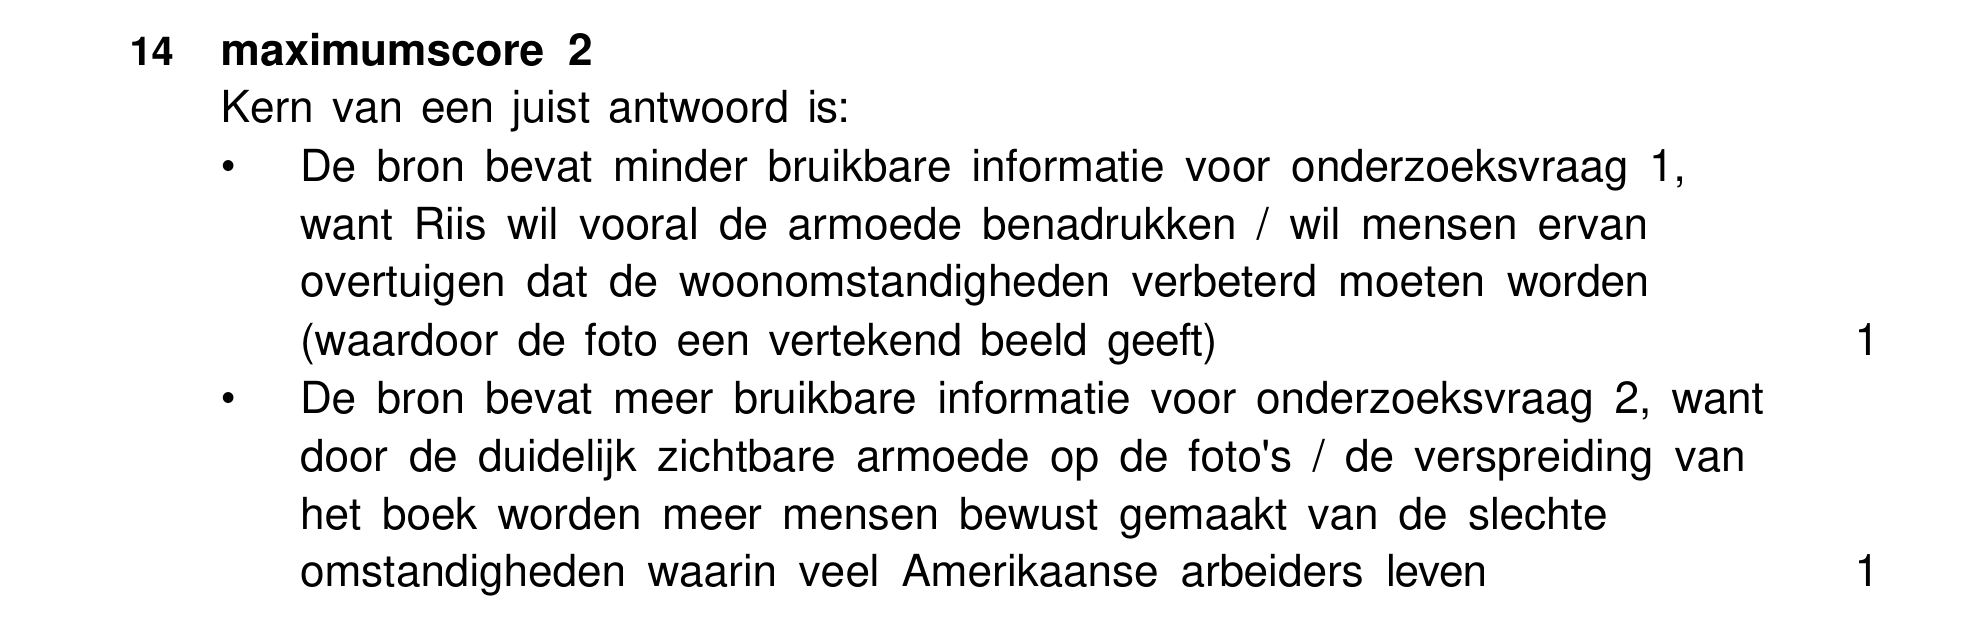 14 maximumscore 2
Kern van een juist antwoord is:
• De bron bevat minder bruikbare informatie voor onderzoeksvraag 1,
want Riis wil vooral de armoede benadrukken / wil mensen ervan
overtuigen dat de woonomstandigheden verbeterd moeten worden
(waardoor de foto een vertekend beeld geeft) 1
• De bron bevat meer bruikbare informatie voor onderzoeksvraag 2, want
door de duidelijk zichtbare armoede op de foto's / de verspreiding van
het boek worden meer mensen bewust gemaakt van de slechte
omstandigheden waarin veel Amerikaanse arbeiders leven 1